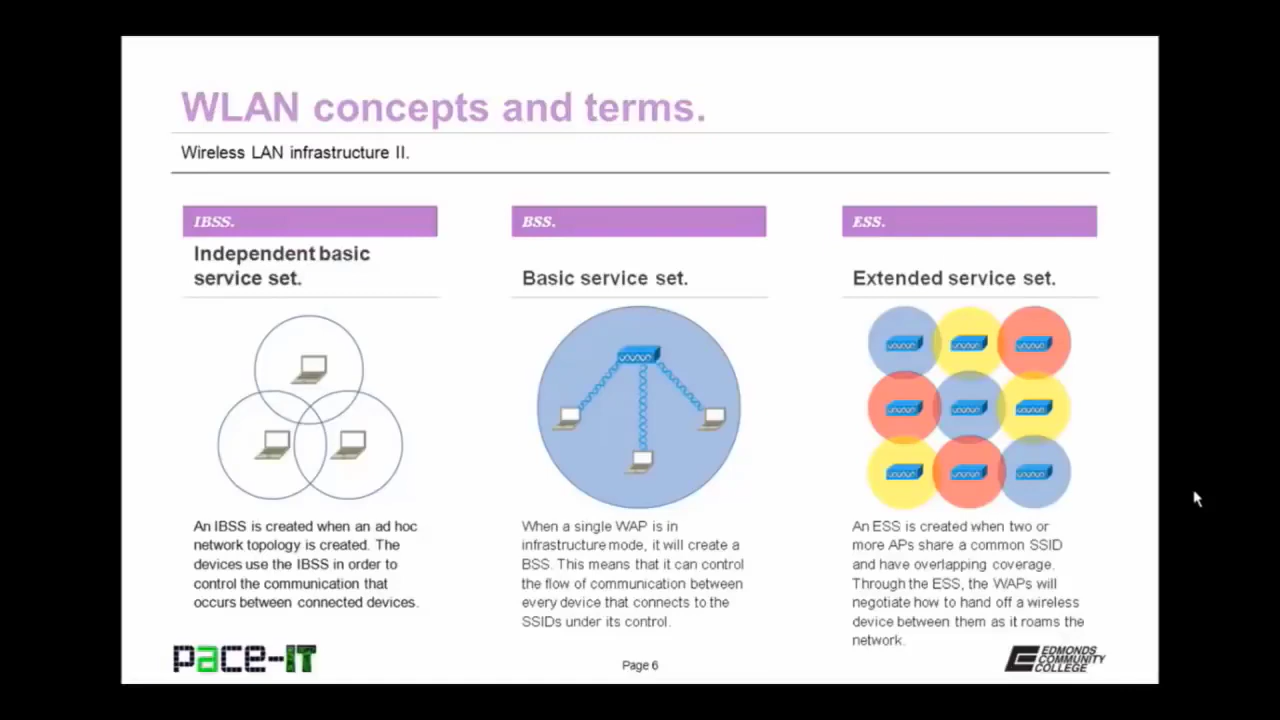 WLAN concepts and terms.
Wireless LAN infrastructure II.
IBSS.
Independent basic
service set.
An IBSS is created when an ad hoc
network topology is created. The
devices use the IBSS in order to
control the communication that
occurs between connected devices.
BSS.
Basic service set.
When a single WAP is in
infrastructure mode, it will create a
BSS. This means that it can control
the flow of communication between
every device that connects to the
SSIDs under its control.
ESS.
Extended service set.
An ESS is created when two or
more APs share a common SSID
and have overlapping coverage.
Through the ESS, the WAPs will
negotiate how to hand off a wireless
device between them as it roams the
network.
pace-IT
Page 6
EDMONDS
COMMUNITY
COLLEGE